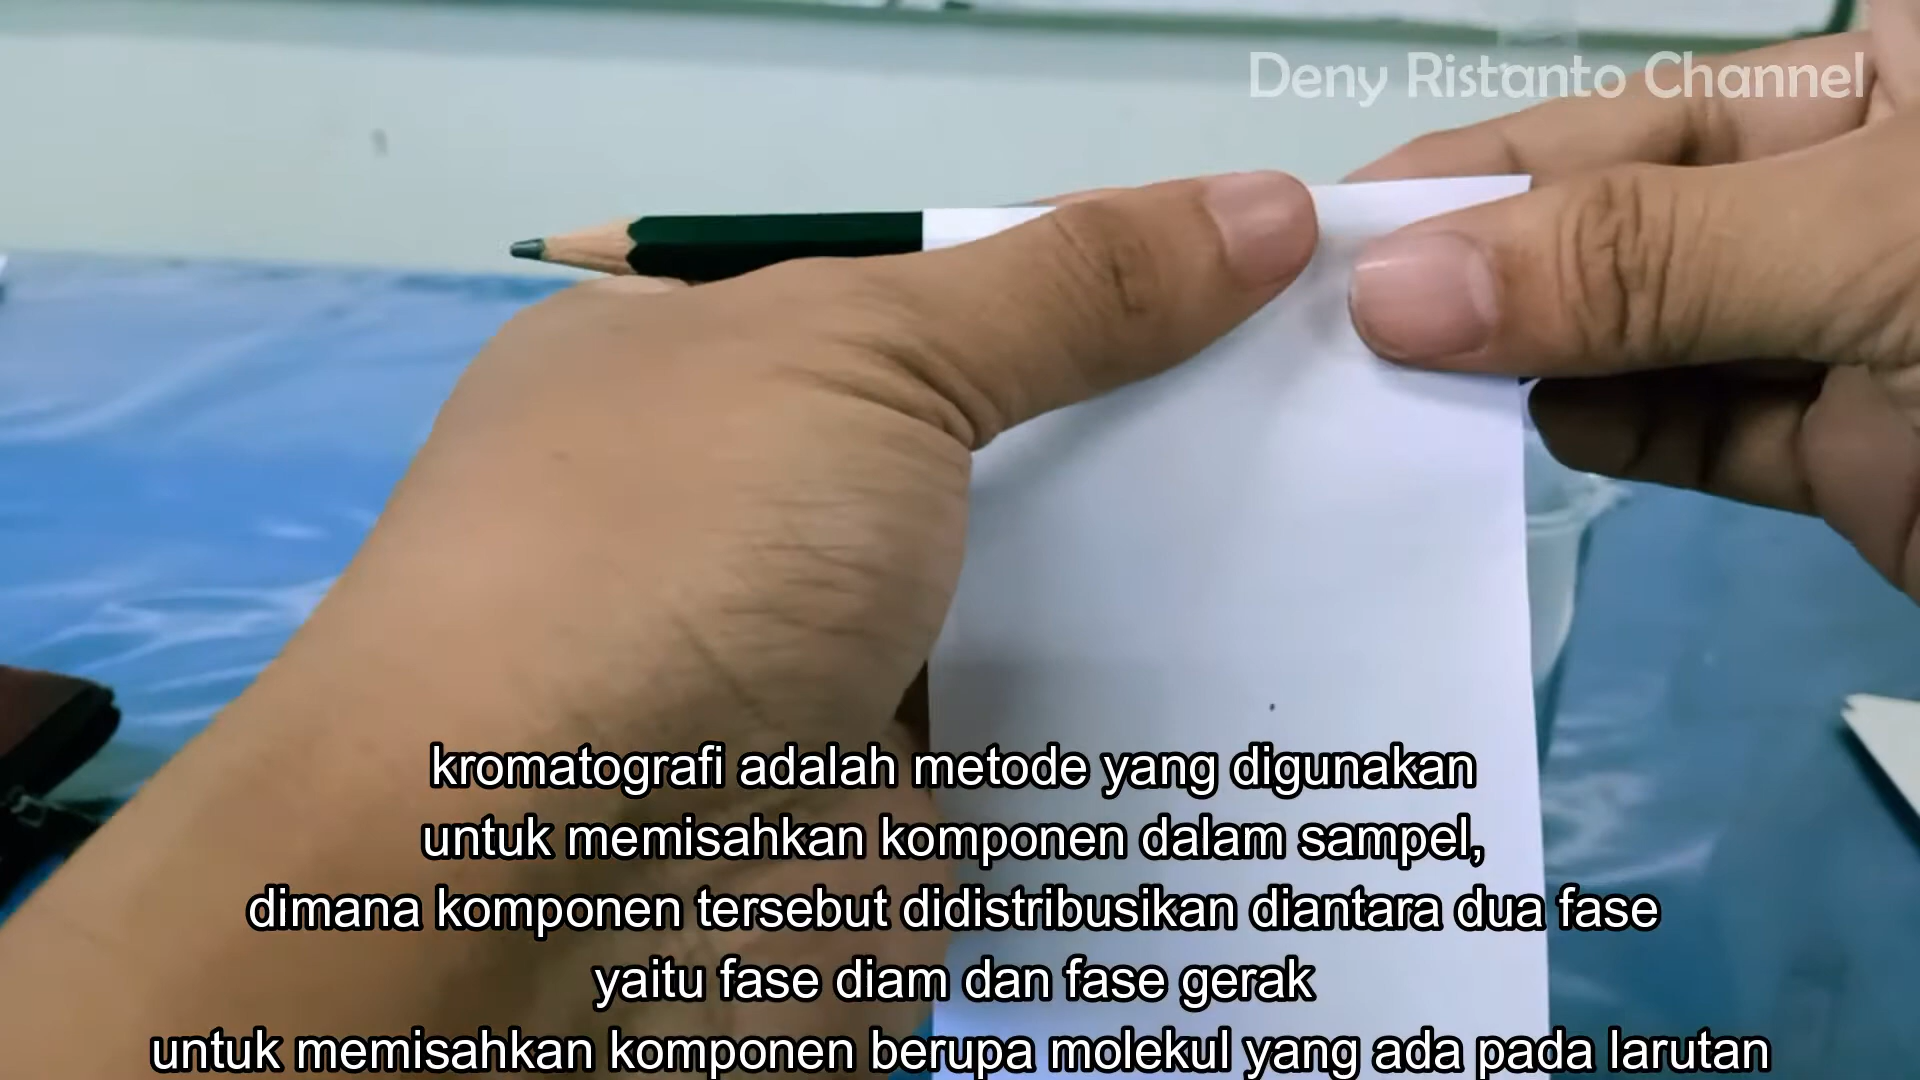 Deny Ristanto Channel
kromatografi adalah metode yang digunakan
untuk memisahkan komponen dalam sampel,
dimana komponen tersebut didistribusikan diantara dua fase
yaitu fase diam dan fase gerak
untuk memisahkan komponen berupa molekul yang ada pada larutan